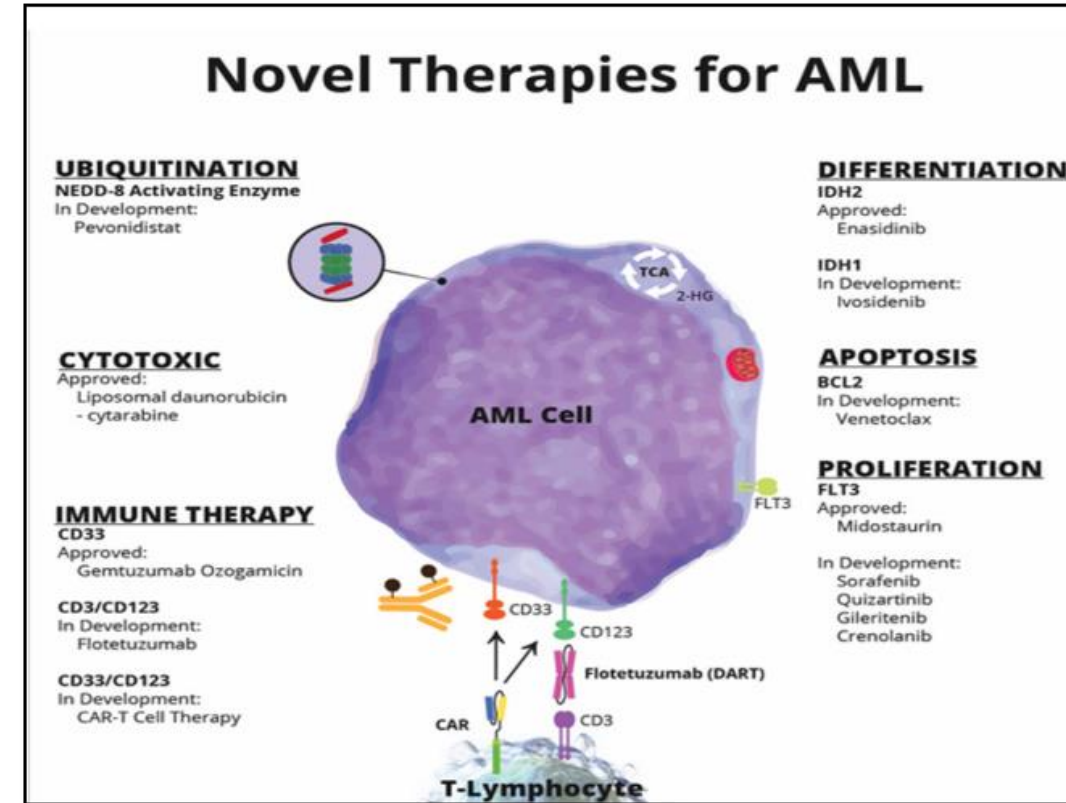 Novel Therapies for AML
UBIQUITINATION
NEDD-8 Activating Enzyme
In Development:
Pevonidistat
CYTOTOXIC
Approved:
Liposomal daunorubicin
- cytarabine
IMMUNE THERAPY
CD33
Approved:
Gemtuzumab Ozogamicin
CD3/CD123
In Development:
Flotetuzumab
CD33/CD123
In Development:
CAR-T Cell Therapy
TCA
2-HG
AML Cell
FLT3
CD33
CD123
Flotetuzumab (DART)
CAR
CD3
T-Lymphocyte
DIFFERENTIATION
IDH2
Approved:
Enasidinib
IDH1
In Development:
Ivosidenib
APOPTOSIS
BCL2
In Development:
Venetoclax
PROLIFERATION
FLT3
Approved:
Midostaurin
In Development:
Sorafenib
Quizartinib
Gileritenib
Crenolanib